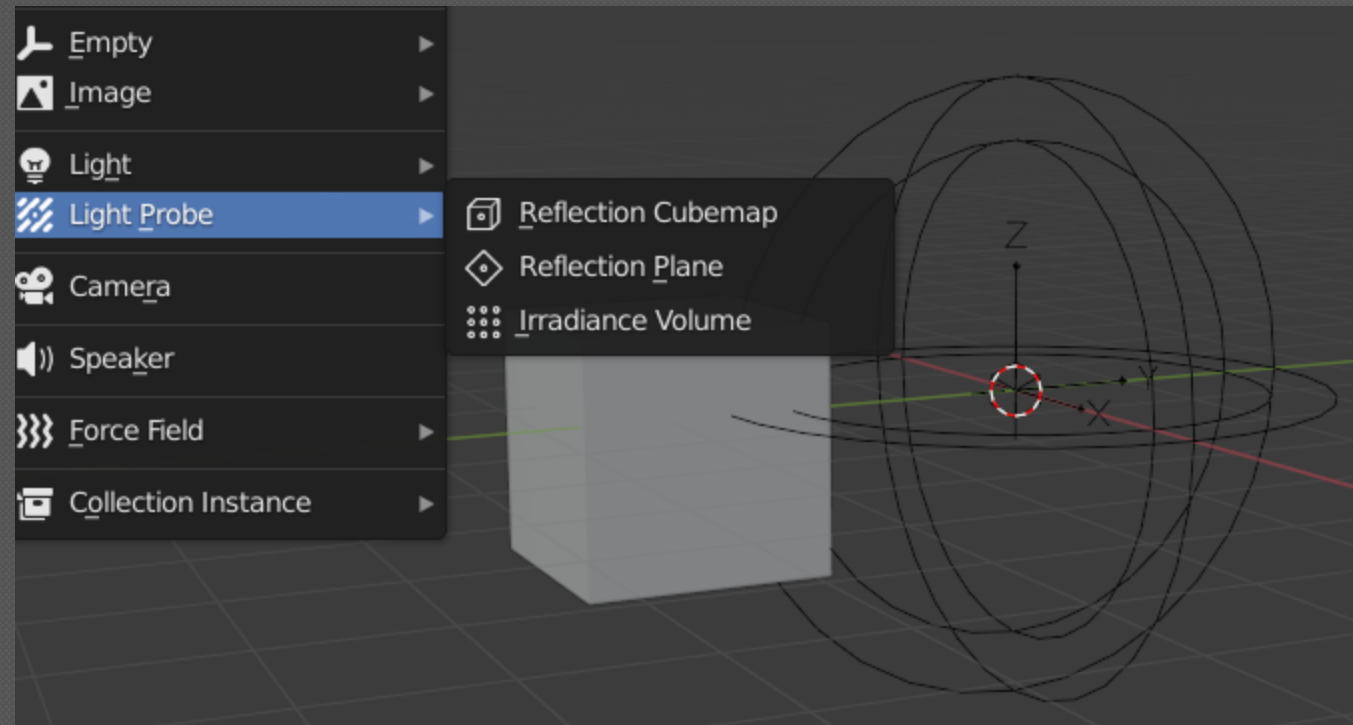 Empty
Image
Light
Light Probe
Camera
Speaker
Force Field
Collection Instance
Reflection Cubemap
Reflection Plane
Irradiance Volume
Z
Y
X